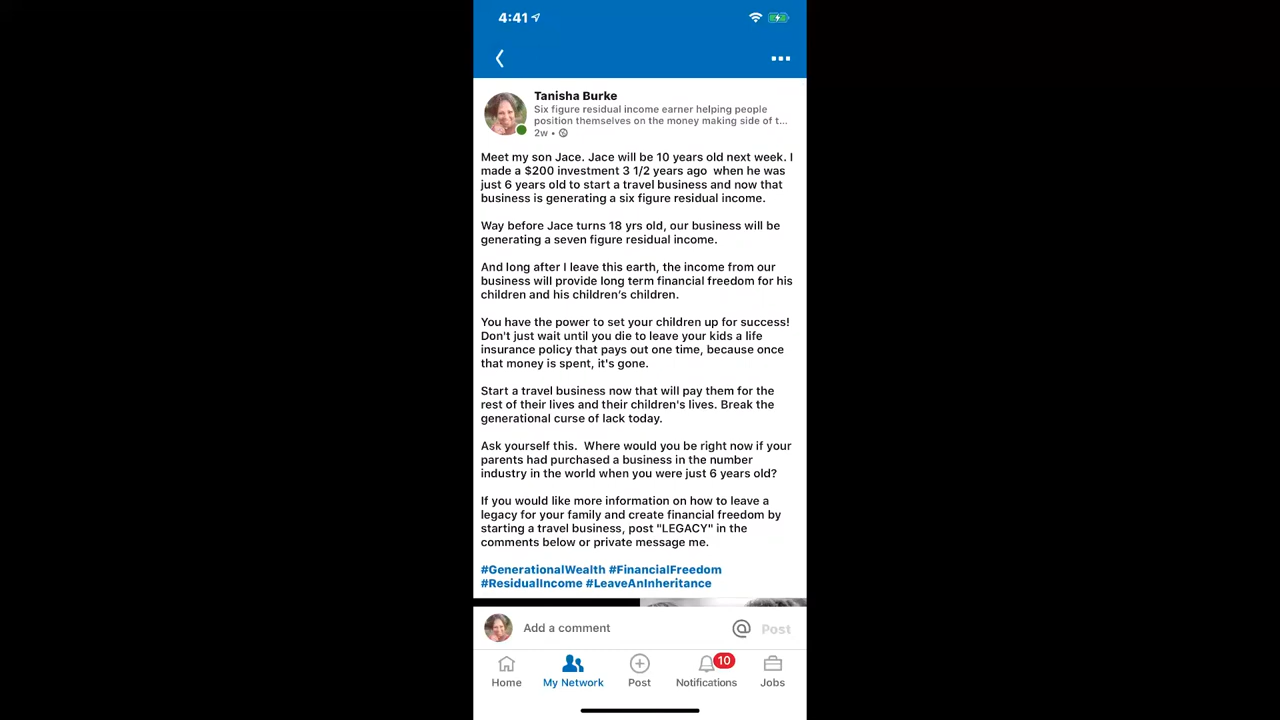 4:41
Tanisha Burke
Six figure residual income earner helping people
position themselves on the money making side of t...
2w •
Meet my son Jace. Jace will be 10 years old next week. I
made a $200 investment 3 1/2 years ago  when he was
just 6 years old to start a travel business and now that
business is generating a six figure residual income.
Way before Jace turns 18 yrs old, our business will be
generating a seven figure residual income.
And long after I leave this earth, the income from our
business will provide long term financial freedom for his
children and his children's children.
You have the power to set your children up for success!
Don't just wait until you die to leave your kids a life
insurance policy that pays out one time, because once
that money is spent, it's gone.
Start a travel business now that will pay them for the
rest of their lives and their children's lives. Break the
generational curse of lack today.
Ask yourself this.  Where would you be right now if your
parents had purchased a business in the number
industry in the world when you were just 6 years old?
If you would like more information on how to leave a
legacy for your family and create financial freedom by
starting a travel business, post "LEGACY" in the
comments below or private message me.
#GenerationalWealth #FinancialFreedom
#ResidualIncome #LeaveAnInheritance
Add a comment @ Post
10
Home My Network Post Notifications Jobs